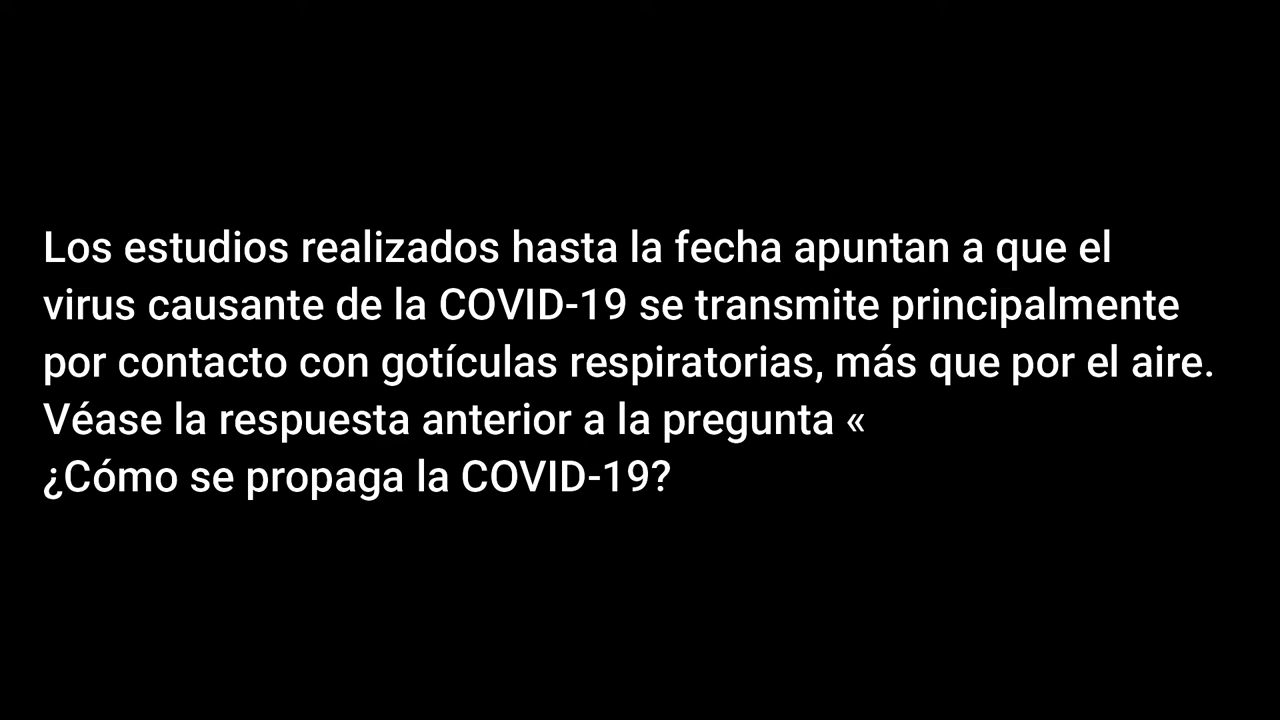 Los estudios realizados hasta la fecha apuntan a que el
virus causante de la COVID-19 se transmite principalmente
por contacto con gotículas respiratorias, más que por el aire.
Véase la respuesta anterior a la pregunta «
¿Cómo se propaga la COVID-19?